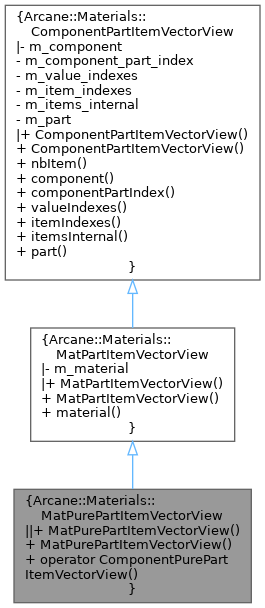 {Arcane::Materials::
ComponentPartItemVectorView
|- m_component
- m_component_part_index
- m_value_indexes
- m_item_indexes
- m_items_internal
- m_part
|+ ComponentPartItemVectorView()
+ ComponentPartItemVectorView()
+ nbItem()
+ component()
+ componentPartIndex()
+ valueIndexes()
+ itemIndexes()
+ itemsInternal()
+ part()
}
{Arcane::Materials::
MatPartItemVectorView
|- m_material
|+ MatPartItemVectorView()
+ MatPartItemVectorView()
+ material()
}
{Arcane::Materials::
MatPurePartItemVectorView
||+ MatPurePartItemVectorView()
+ MatPurePartItemVectorView()
+ operator ComponentPurePart
ItemVectorView()
}